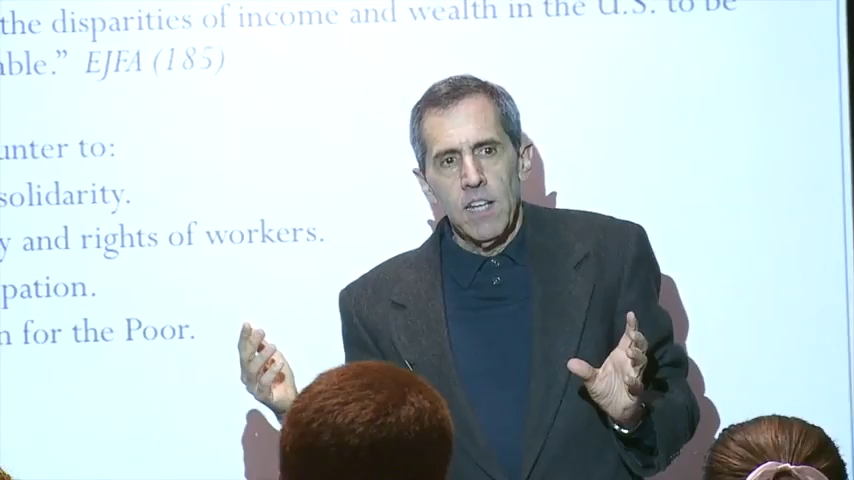 the disparities of income and wealth in the U.S. to be
able.” EJFA (185)
unter to:
solidarity.
y and rights of workers.
pation.
n for the Poor.